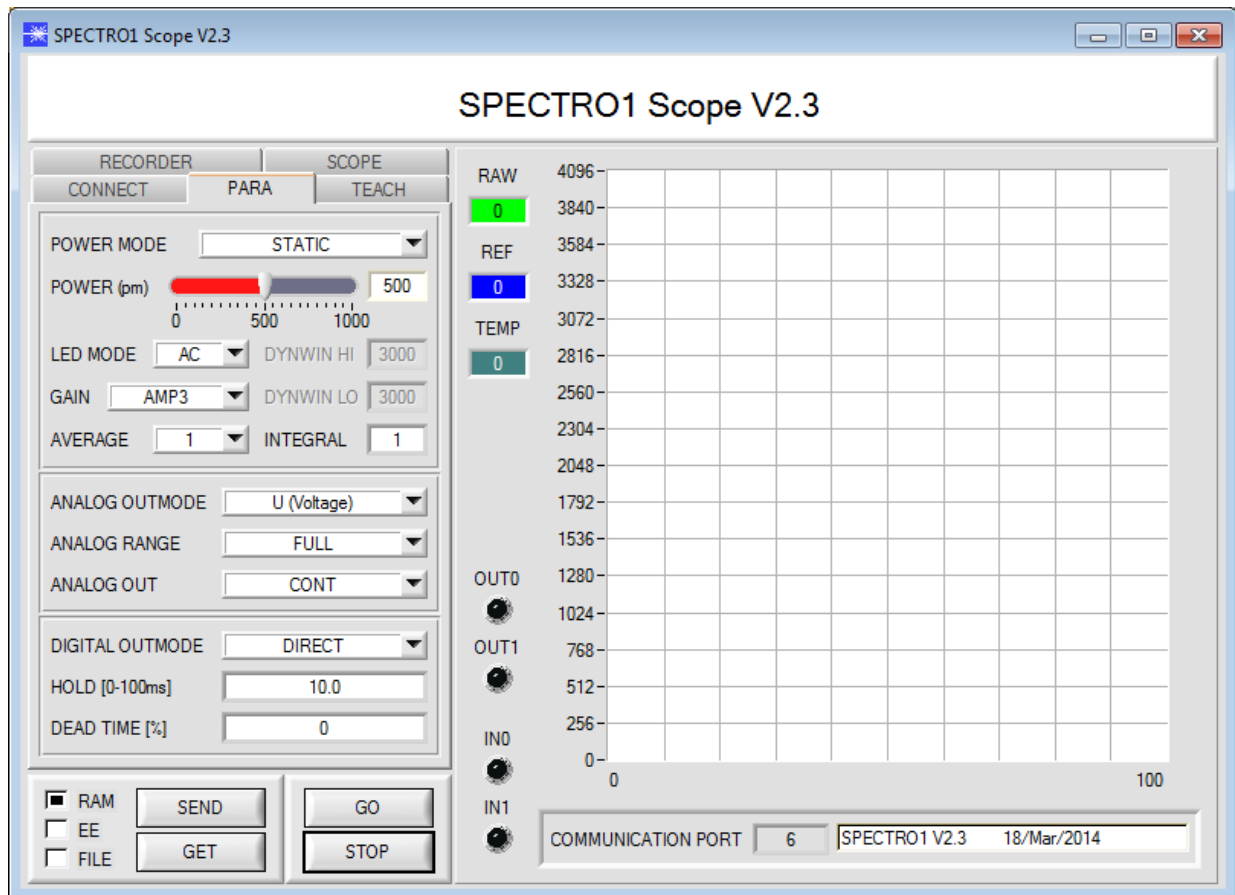 SPECTRO1 Scope V2.3
SPECTRO1 Scope V2.3
RECORDER SCOPE
CONNECT PARA TEACH
POWER MODE STATIC
POWER (pm) 500
0 500 1000
LED MODE AC DYNWIN HI 3000
GAIN AMP3 DYNWIN LO 3000
AVERAGE 1 INTEGRAL 1
ANALOG OUTMODE U (Voltage)
ANALOG RANGE FULL
ANALOG OUT CONT
DIGITAL OUTMODE DIRECT
HOLD [0-100ms] 10.0
DEAD TIME [%] 0
RAM SEND GO
EE
FILE GET STOP
RAW
0
REF
0
TEMP
0
OUT0
OUT1
IN0
IN1
4096
3840
3584
3328
3072
2816
2560
2304
2048
1792
1536
1280
1024
768
512
256
0
0 100
COMMUNICATION PORT 6 SPECTRO1 V2.3 18/Mar/2014